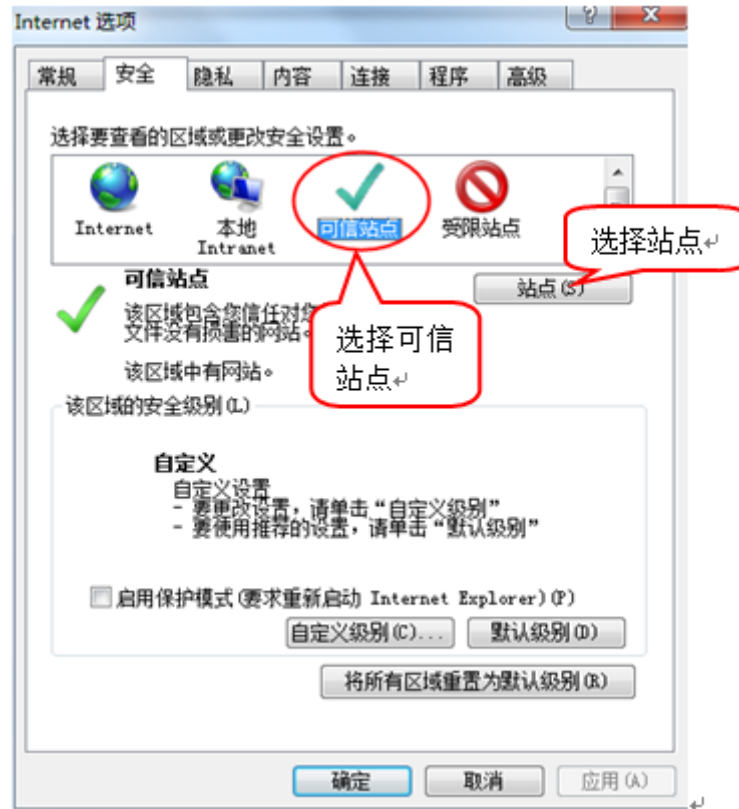 Internet 选项
常规 安全 隐私 内容 连接 程序 高级
选择要查看的区域或更改安全设置。
Internet
本地
Intranet
可信站点
受限站点
选择站点
可信站点
站点(S)
该区域包含您信任对您
文件没有损害的网站。
选择可信
站点
该区域中有网站。
该区域的安全级别(L)
自定义
自定义设置
- 要更改设置，请单击“自定义级别”
- 要使用推荐的设置，请单击“默认级别”
启用保护模式(要求重新启动 Internet Explorer)(P)
自定义级别(C)... 默认级别(D)
将所有区域重置为默认级别(R)
确定 取消 应用(A)